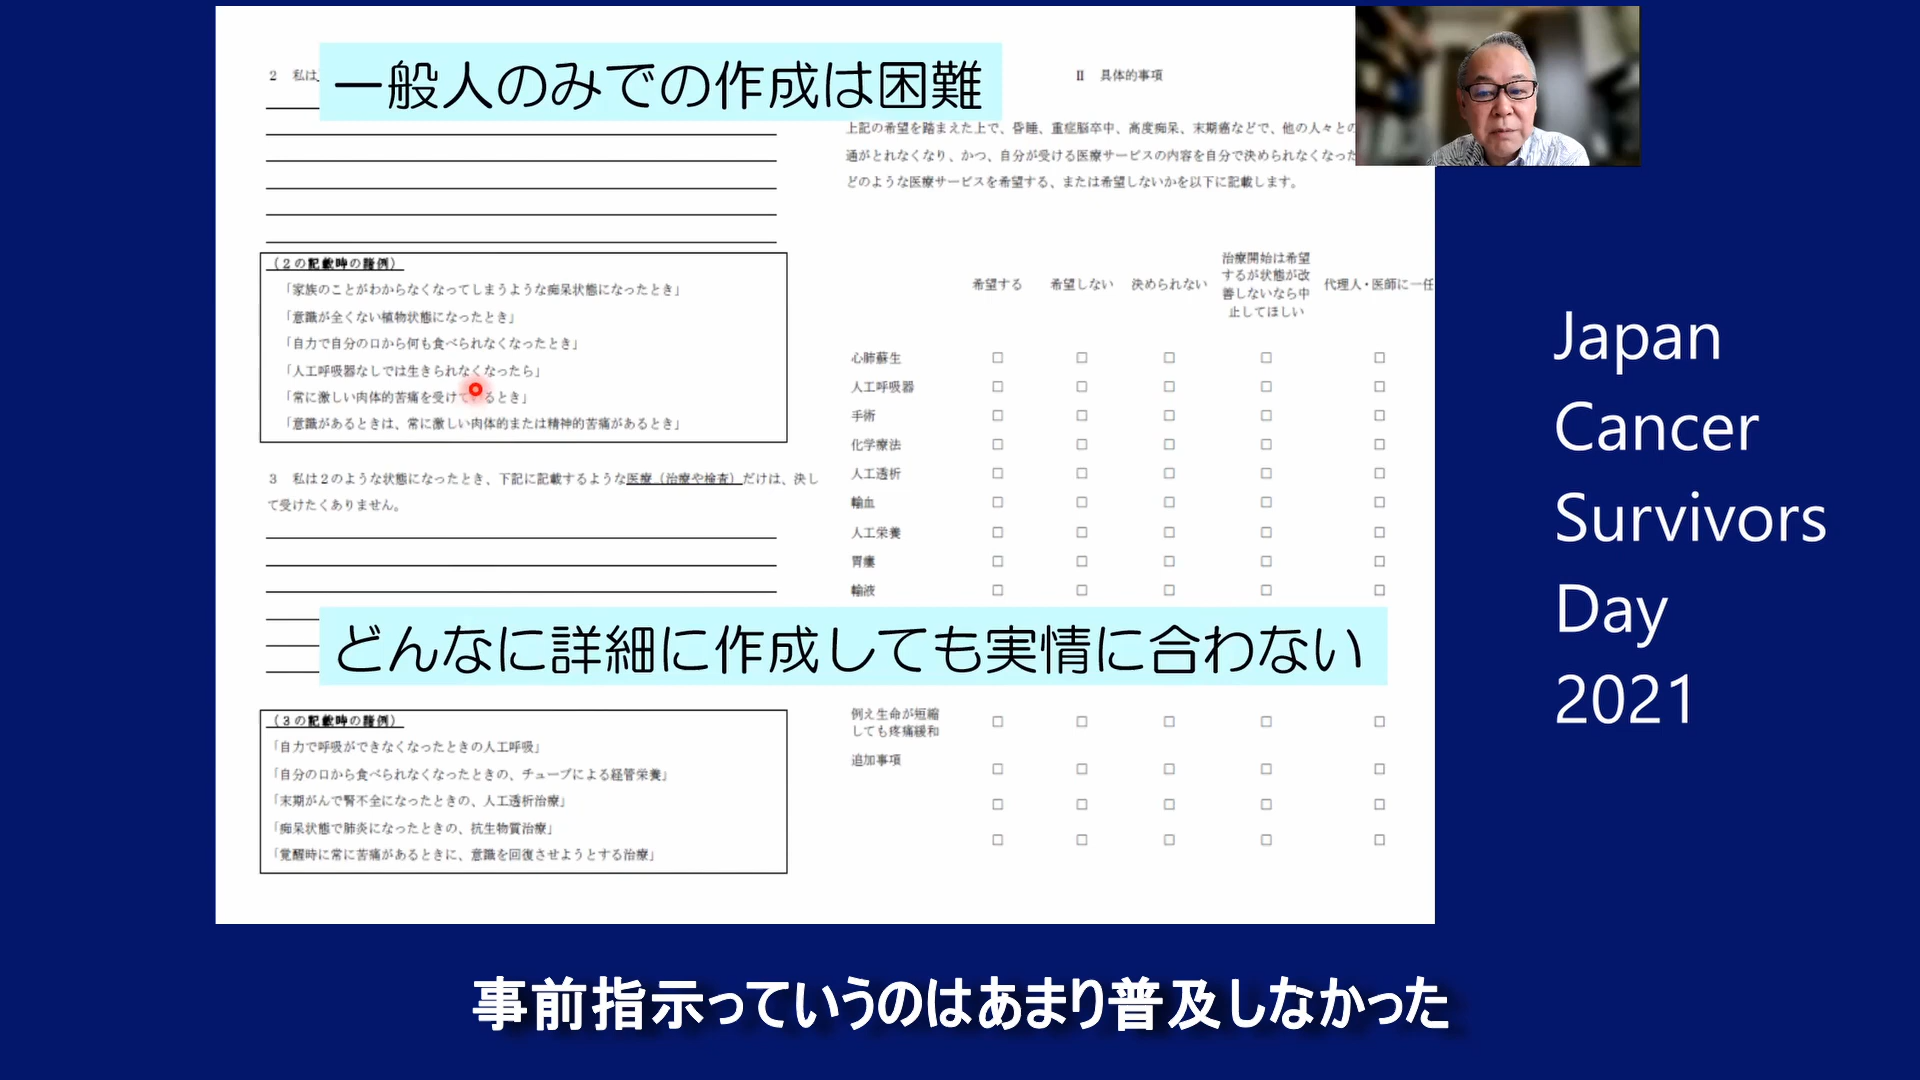 一般人のみでの作成は困難
2 私は
(2の記載時の諸例)
「家族のことがわからなくなってしまうような痴呆状態になったとき」
「意識が全くない植物状態になったとき」
「自力で自分の口から何も食べられなくなったとき」
「人工呼吸器なしでは生きられなくなったら」
「常に激しい肉体的苦痛を受けているとき」
「意識があるときは、常に激しい肉体的または精神的苦痛があるとき」
3 私は2のような状態になったとき、下記に記載するような医療(治療や検査)だけは、決し
て受けたくありません。
どんなに詳細に作成しても実情に合わない
(3の記載時の諸例)
「自力で呼吸ができなくなったときの人工呼吸」
「自分の口から食べられなくなったときの、チューブによる経管栄養」
「末期がんで腎不全になったときの、人工透析治療」
「痴呆状態で肺炎になったときの、抗生物質治療」
「覚醒時に常に苦痛があるときに、意識を回復させようとする治療」
Ⅱ 具体的事項
上記の希望を踏まえた上で、昏睡、重症脳卒中、高度痴呆、末期癌などで、他の人々との
通がとれなくなり、かつ、自分が受ける医療サービスの内容を自分で決められなくなった
どのような医療サービスを希望する、または希望しないかを以下に記載します。
希望する 希望しない 決められない 治療開始は希望
するが状態が改
善しないなら中
止してほしい 代理人・医師に一任
心肺蘇生 □ □ □ □ □
人工呼吸器 □ □ □ □ □
手術 □ □ □ □ □
化学療法 □ □ □ □ □
人工透析 □ □ □ □ □
輸血 □ □ □ □ □
人工栄養 □ □ □ □ □
胃瘻 □ □ □ □ □
輸液 □ □ □ □ □
例え生命が短縮
しても疼痛緩和 □ □ □ □ □
追加事項 □ □ □ □ □
□ □ □ □ □
□ □ □ □ □
Japan
Cancer
Survivors
Day
2021
事前指示っていうのはあまり普及しなかった